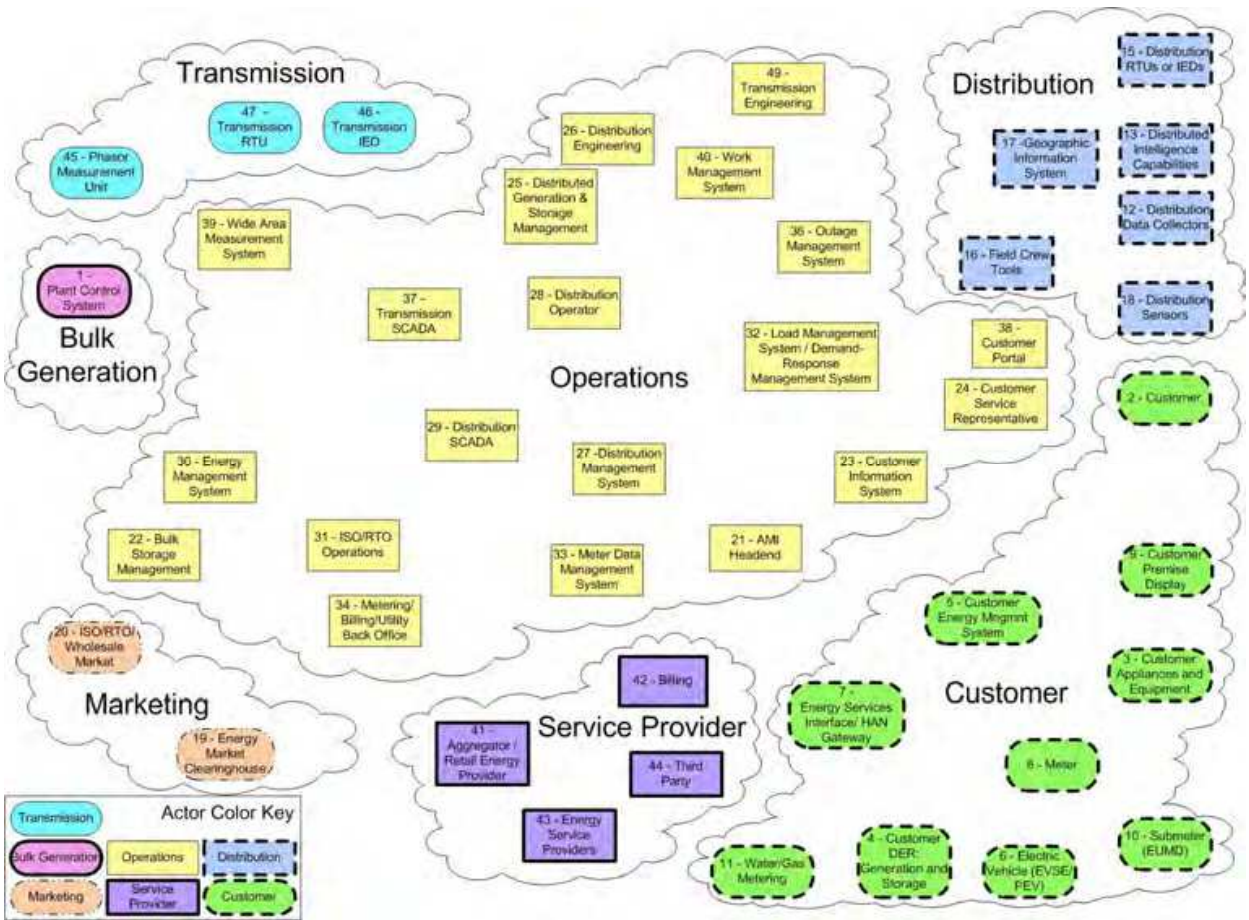 Transmission
47 -
Transmission
RTU
46 -
Transmission
IED
45 - Phasor
Measurement
Unit
1 -
Plant Control
System
Bulk
Generation
49 -
Transmission
Engineering
26 - Distribution
Engineering
40 - Work
Management
System
25 - Distributed
Generation &
Storage
Management
39 - Wide Area
Measurement
System
36 - Outage
Management
System
28 - Distribution
Operator
37 -
Transmission
SCADA
32 - Load Management
System / Demand-
Response
Management System
38 -
Customer
Portal
Operations
24 - Customer
Service
Representative
29 - Distribution
SCADA
27 -Distribution
Management
System
23 - Customer
Information
System
30 - Energy
Management
System
22 - Bulk
Storage
Management
31 - ISO/RTO
Operations
33 - Meter Data
Management
System
21 - AMI
Headend
34 - Metering/
Billing/Utility
Back Office
Distribution
15 - Distribution
RTUs or IEDs
17 -Geographic
Information
System
13 - Distributed
Intelligence
Capabilities
12 - Distribution
Data Collectors
16 - Field Crew
Tools
18 - Distribution
Sensors
2 - Customer
9 - Customer
Premise
Display
5 - Customer
Energy Mngmnt
System
3 - Customer
Appliances and
Equipment
Customer
7 -
Energy Services
Interface/ HAN
Gateway
8 - Meter
10 - Submeter
(EUMD)
4 - Customer
DER:
Generation and
Storage
6 - Electric
Vehicle (EVSE/
PEV)
11 - Water/Gas
Metering
20 - ISO/RTO/
Wholesale
Market
Marketing
19 - Energy
Market
Clearinghouse
42 - Billing
Service Provider
41 -
Aggregator /
Retail Energy
Provider
44 - Third
Party
43 - Energy
Service
Providers
Actor Color Key
Transmission
Bulk Generation
Operations
Distribution
Marketing
Service
Provider
Customer